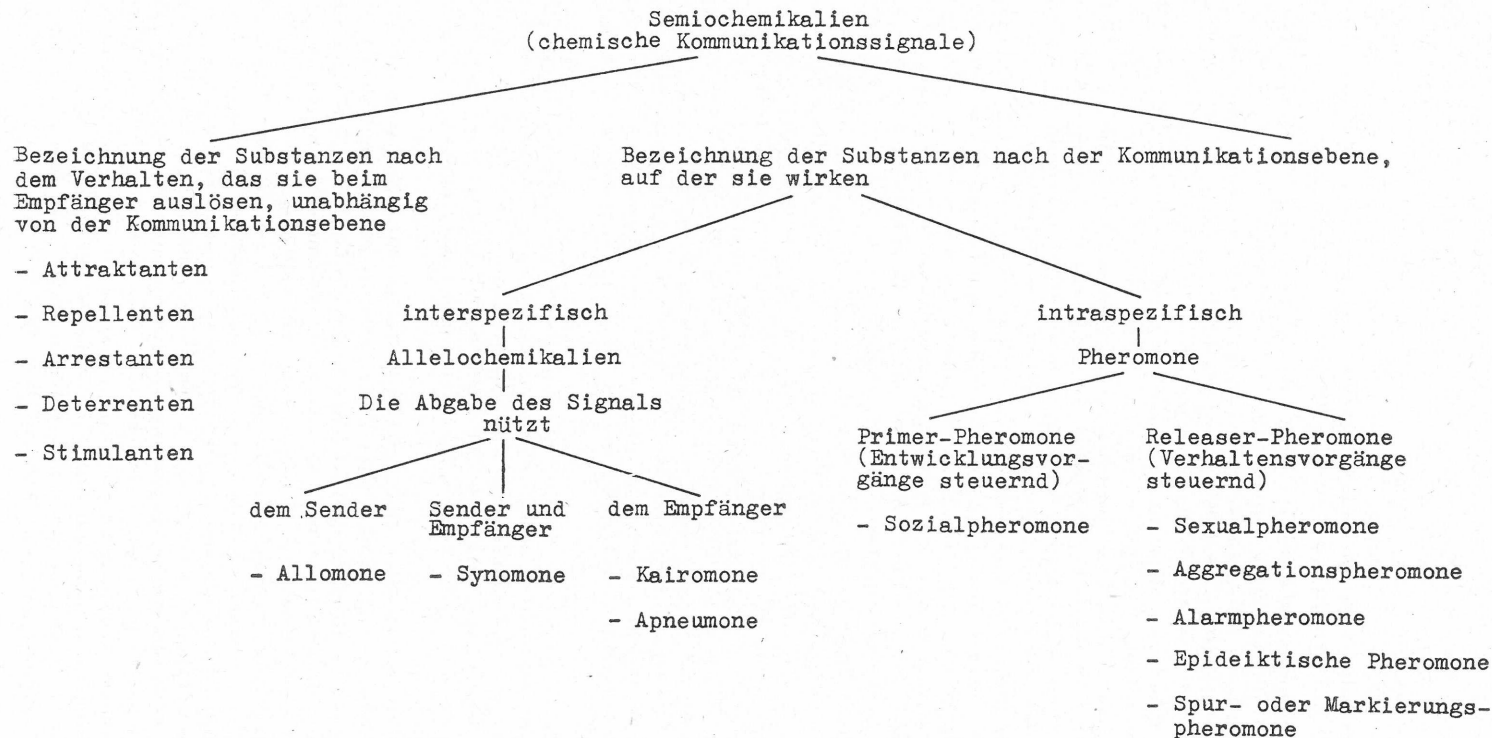 Semiochemikalien
(chemische Kommunikationssignale)
Bezeichnung der Substanzen nach
dem Verhalten, das sie beim
Empfänger auslösen, unabhängig
von der Kommunikationsebene
- Attraktanten
- Repellenten
- Arrestanten
- Deterrenten
- Stimulanten
Bezeichnung der Substanzen nach der Kommunikationsebene,
auf der sie wirken
interspezifisch
Allelochemikalien
Die Abgabe des Signals
nützt
dem Sender
- Allomone
Sender und
Empfänger
- Synomone
dem Empfänger
- Kairomone
- Apneumone
intraspezifisch
Pheromone
Primer-Pheromone
(Entwicklungsvor-
gänge steuernd)
- Sozialpheromone
Releaser-Pheromone
(Verhaltensvorgänge
steuernd)
- Sexualpheromone
- Aggregationspheromone
- Alarmpheromone
- Epideiktische Pheromone
- Spur- oder Markierungs-
pheromone